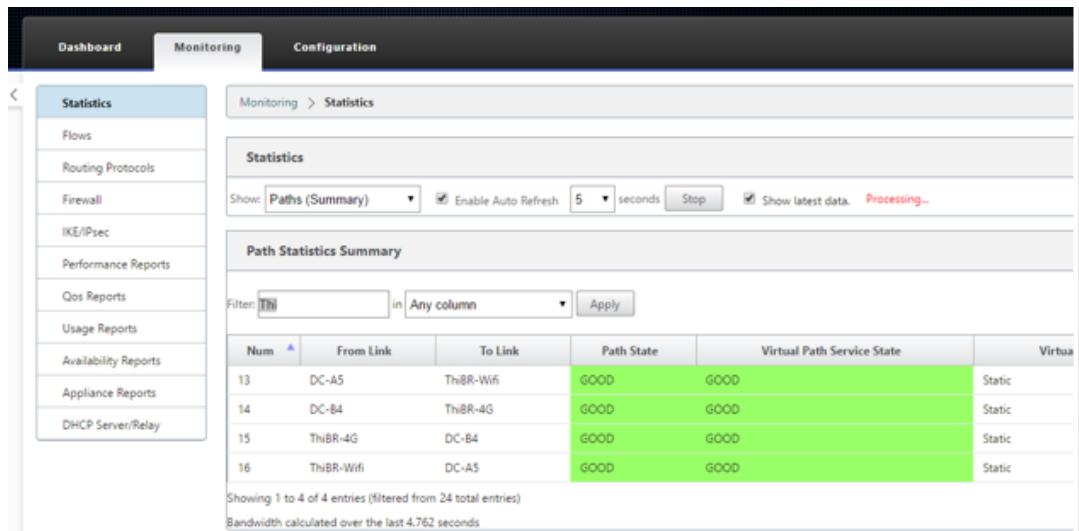 Dashboard Monitoring Configuration
Statistics
Flows
Routing Protocols
Firewall
IKE/IPsec
Performance Reports
Qos Reports
Usage Reports
Availability Reports
Appliance Reports
DHCP Server/Relay
Monitoring > Statistics
Statistics
Show: Paths (Summary) Enable Auto Refresh 5 seconds Stop Show latest data. Processing...
Path Statistics Summary
Filter: Thi in Any column Apply
Num From Link To Link Path State Virtual Path Service State Virtua
13 DC-A5 ThiBR-Wifi GOOD GOOD Static
14 DC-B4 ThiBR-4G GOOD GOOD Static
15 ThiBR-4G DC-B4 GOOD GOOD Static
16 ThiBR-Wifi DC-A5 GOOD GOOD Static
Showing 1 to 4 of 4 entries (filtered from 24 total entries)
Bandwidth calculated over the last 4.762 seconds